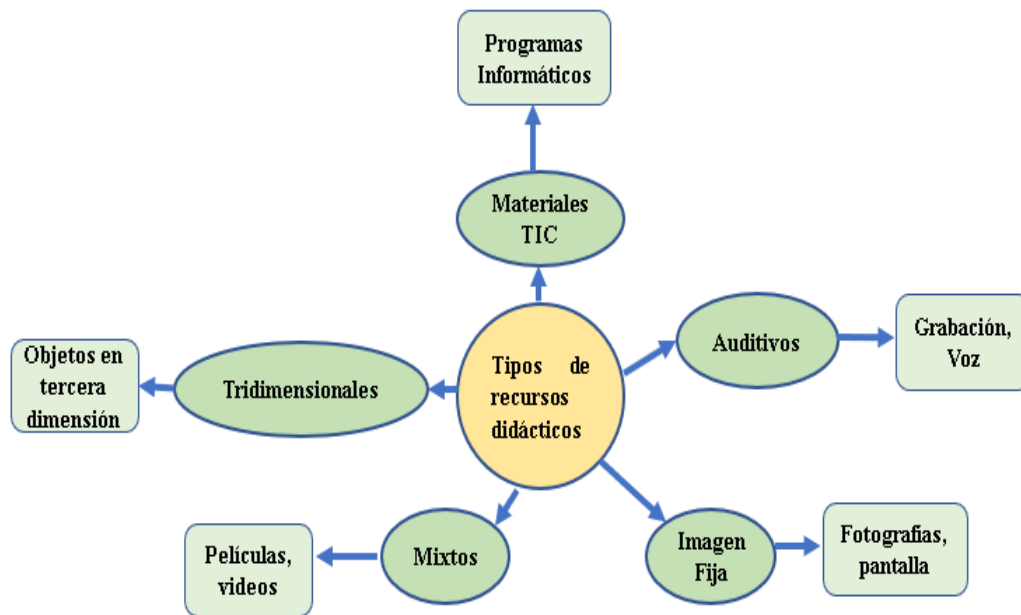 Programas
Informáticos
Materiales
TIC
Auditivos
Grabación,
Voz
Objetos en
tercera
dimensión
Tridimensionales
Tipos de
recursos
didácticos
Películas,
videos
Mixtos
Imagen
Fija
Fotografias,
pantalla